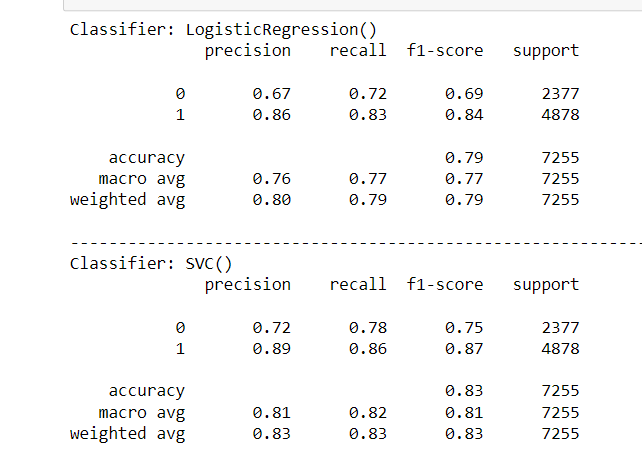 Classifier: LogisticRegression()
precision recall f1-score support
0 0.67 0.72 0.69 2377
1 0.86 0.83 0.84 4878
accuracy 0.79 7255
macro avg 0.76 0.77 0.77 7255
weighted avg 0.80 0.79 0.79 7255
------------------------------------------------------------
Classifier: SVC()
precision recall f1-score support
0 0.72 0.78 0.75 2377
1 0.89 0.86 0.87 4878
accuracy 0.83 7255
macro avg 0.81 0.82 0.81 7255
weighted avg 0.83 0.83 0.83 7255